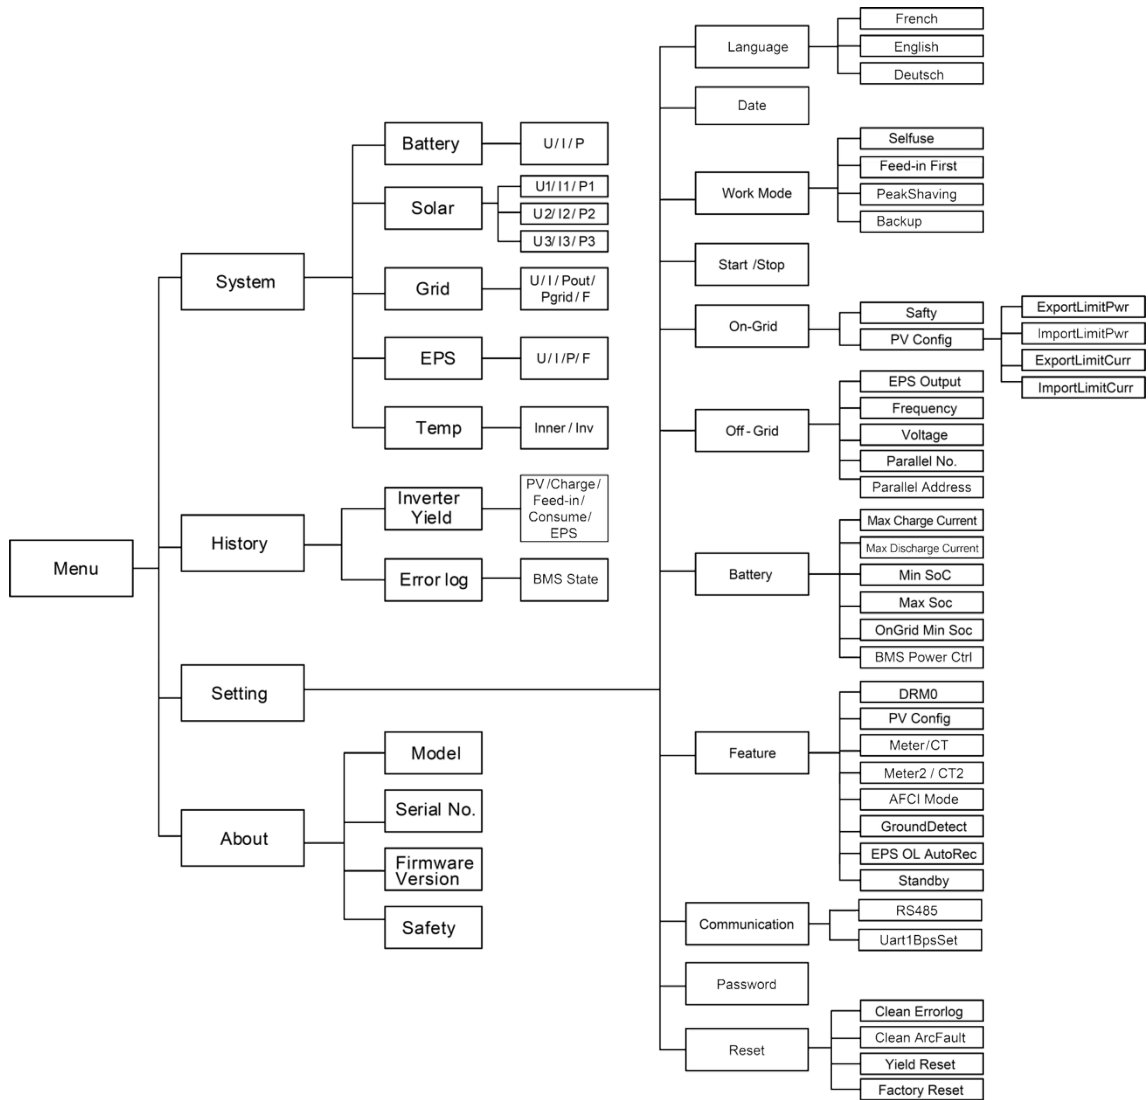 Menu
System
Battery
U/ I / P
Solar
U1/ I1 / P1
U2/ I2 / P2
U3/ I3 / P3
Grid
U / I / Pout /
Pgrid / F
EPS
U / I /P/ F
Temp
Inner / Inv
History
Inverter
Yield
PV /Charge /
Feed-in /
Consume /
EPS
Error log
BMS State
Setting
Language
French
English
Deutsch
Date
Work Mode
Selfuse
Feed-in First
PeakShaving
Backup
Start /Stop
On-Grid
Safty
PV Config
ExportLimitPwr
ImportLimitPwr
ExportLimitCurr
ImportLimitCurr
Off - Grid
EPS Output
Frequency
Voltage
Parallel No.
Parallel Address
Battery
Max Charge Current
Max Discharge Current
Min SoC
Max Soc
OnGrid Min Soc
BMS Power Ctrl
Feature
DRM0
PV Config
Meter/CT
Meter2 / CT2
AFCI Mode
GroundDetect
EPS OL AutoRec
Standby
Communication
RS485
Uart1BpsSet
Password
Reset
Clean Errorlog
Clean ArcFault
Yield Reset
Factory Reset
About
Model
Serial No.
Firmware
Version
Safety